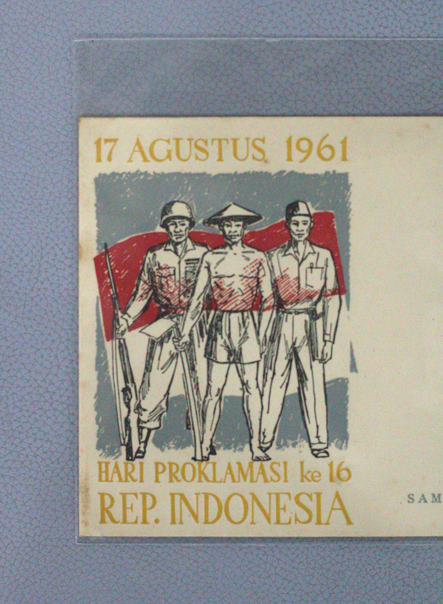 17 AGUSTUS 1961
HARI PROKLAMASI ke 16
REP. INDONESIA
SAM